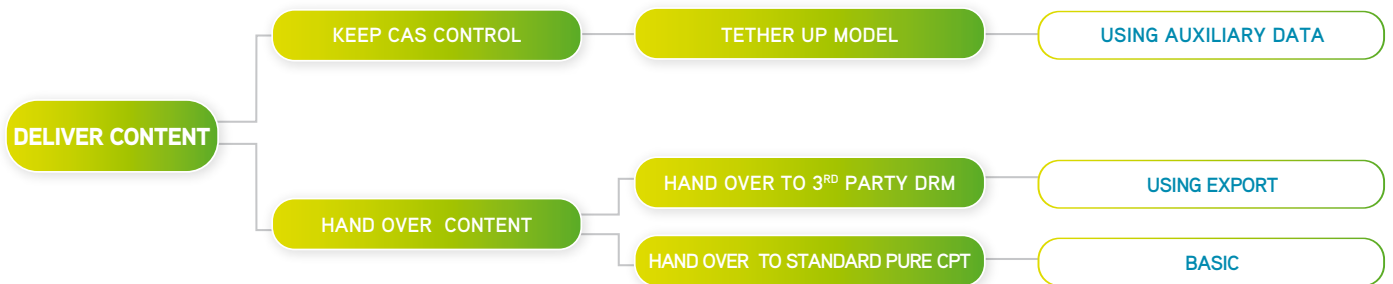 KEEP CAS CONTROL
TETHER UP MODEL
USING AUXILIARY DATA
DELIVER CONTENT
HAND OVER TO 3RD PARTY DRM
USING EXPORT
HAND OVER CONTENT
HAND OVER TO STANDARD PURE CPT
BASIC